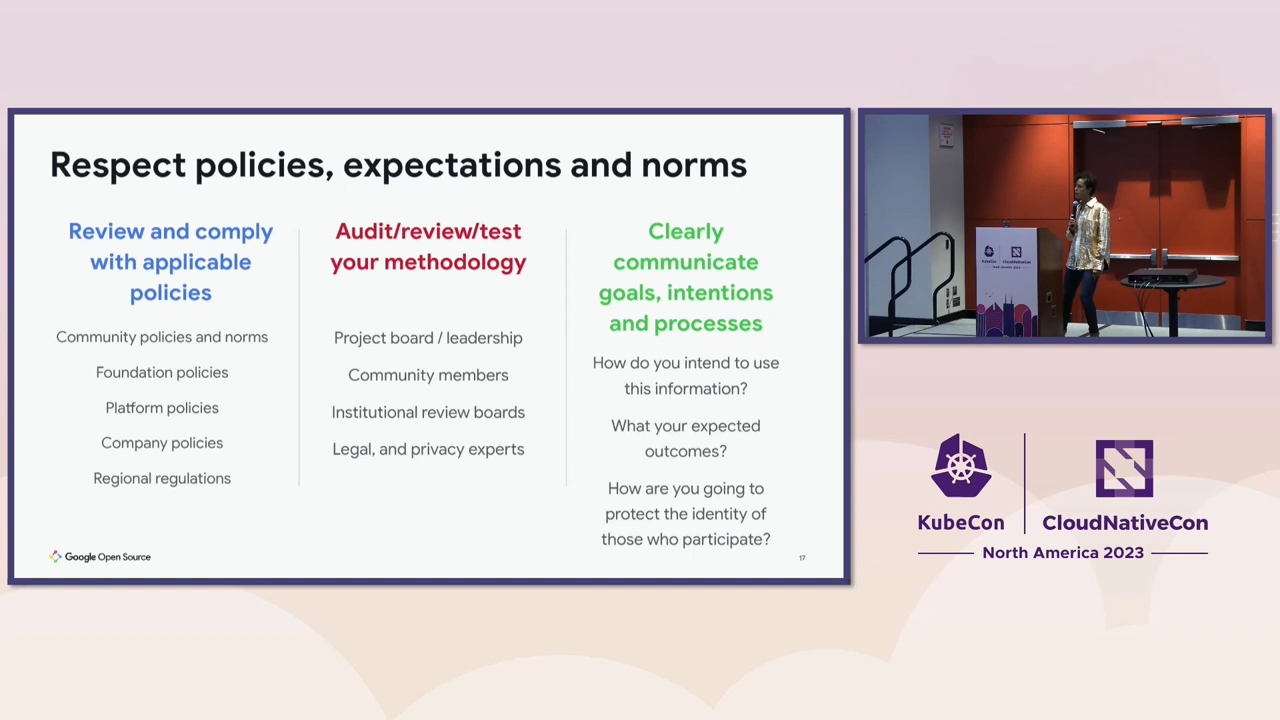 Respect policies, expectations and norms
Review and comply
with applicable
policies
Community policies and norms
Foundation policies
Platform policies
Company policies
Regional regulations
Audit/review/test
your methodology
Project board / leadership
Community members
Institutional review boards
Legal, and privacy experts
Clearly
communicate
goals, intentions
and processes
How do you intend to use
this information?
What your expected
outcomes?
How are you going to
protect the identity of
those who participate?
Google Open Source
17
KubeCon
CloudNativeCon
North America 2023